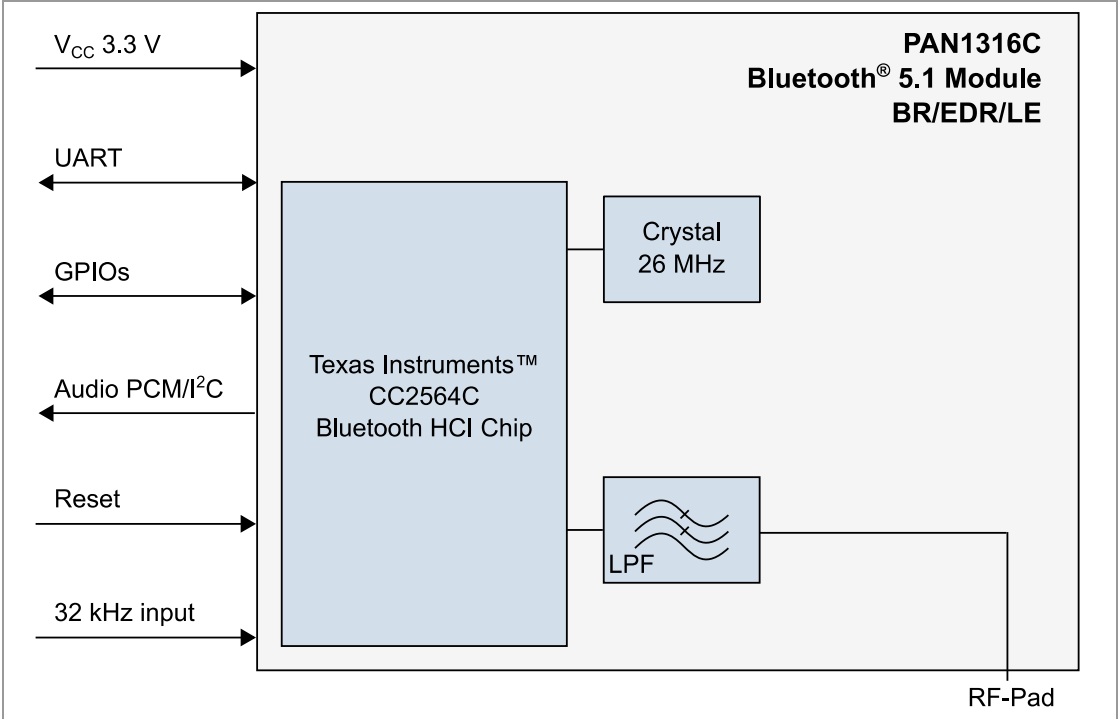 V_CC 3.3 V
PAN1316C
Bluetooth® 5.1 Module
BR/EDR/LE
UART
GPIOs
Audio PCM/I²C
Reset
32 kHz input
Texas Instruments™
CC2564C
Bluetooth HCI Chip
Crystal
26 MHz
LPF
RF-Pad